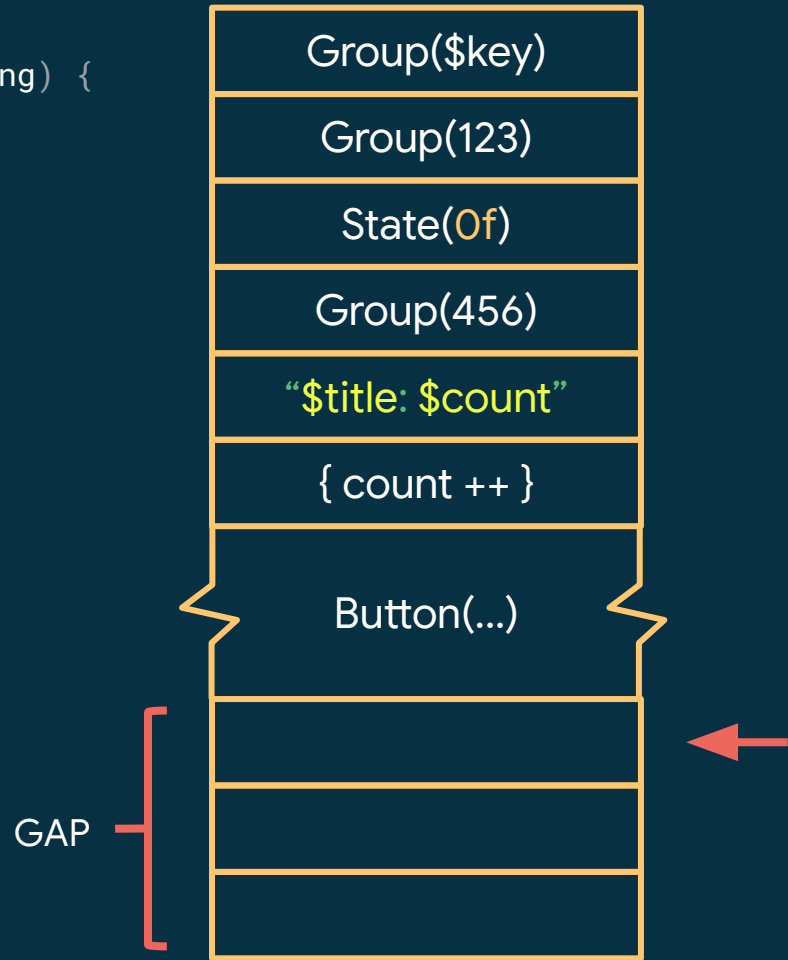 Group($key)
ng) {
Group(123)
State(0f)
Group(456)
“$title: $count”
{ count ++ }
Button(...)
GAP